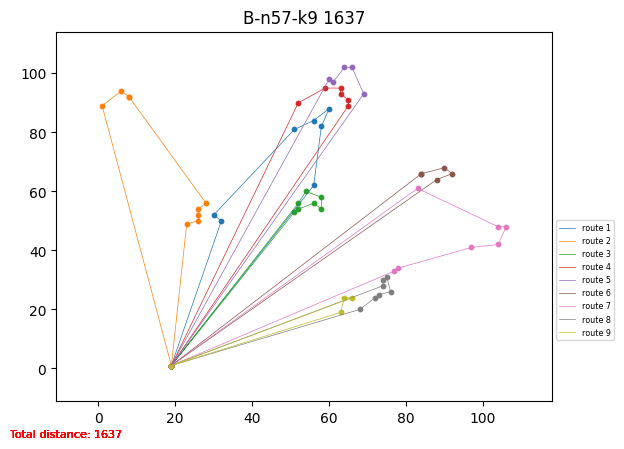 B-n57-k9 1637
100
80
60
40
20
0
0 20 40 60 80 100
route 1
route 2
route 3
route 4
route 5
route 6
route 7
route 8
route 9
Total distance: 1637